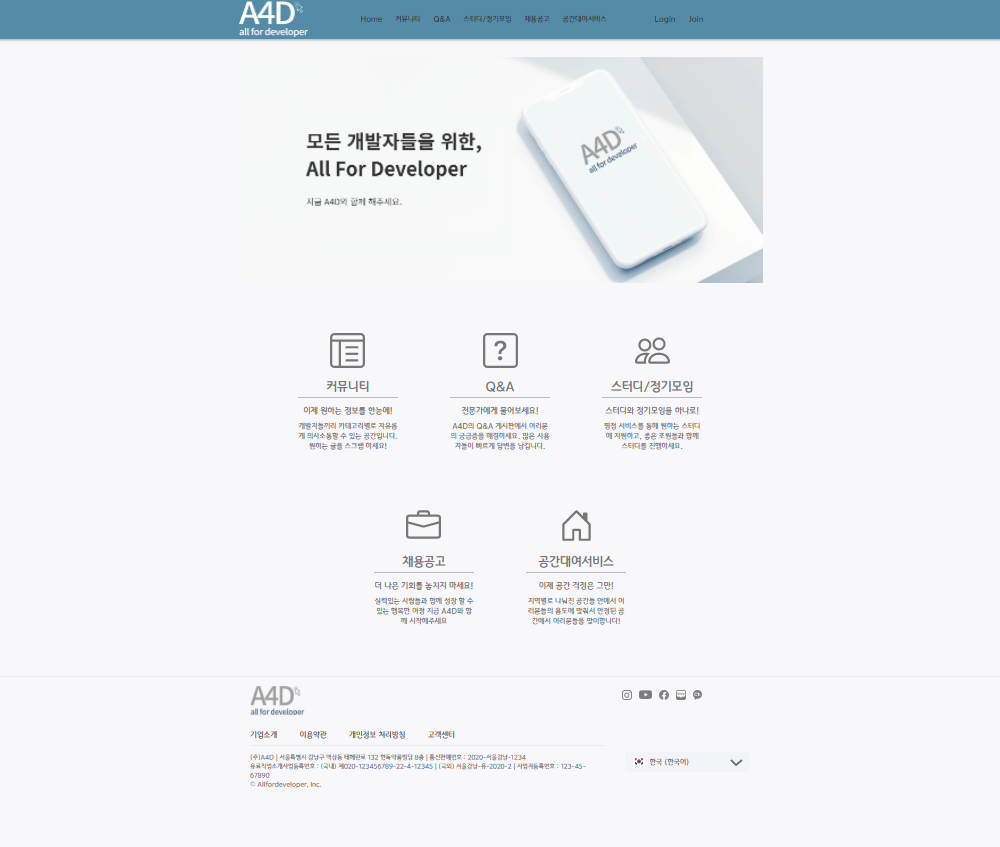 A4D
all for developer
Home 커뮤니티 Q&A 스터디/정기모임 채용공고 공간대여서비스 Login Join
모든 개발자들을 위한,
All For Developer
지금 A4D와 함께 해주세요.
A4D
all for developer
커뮤니티
이제 원하는 정보를 한눈에!
개발자들끼리 카테고리별로 자유롭
게 의사소통할 수 있는 공간입니다.
원하는 글을 스크랩 하세요!
Q&A
전문가에게 물어보세요!
A4D의 Q&A 게시판에서 여러분
의 궁금증을 해결하세요. 많은 사용
자들이 빠르게 답변을 남깁니다.
스터디/정기모임
스터디와 정기모임을 하나로!
평점 서비스를 통해 원하는 스터디
에 지원하고, 좋은 조원들과 함께
스터디를 진행하세요.
채용공고
더 나은 기회를 놓치지 마세요!
실력있는 사람들과 함께 성장 할 수
있는 행복한 여정 지금 A4D와 함
께 시작해주세요
공간대여서비스
이제 공간 걱정은 그만!
지역별로 나눠진 공간들 안에서 여
러분들의 용도에 맞춰서 안정된 공
간에서 여러분들을 맞이합니다!
A4D
all for developer
기업소개 이용약관 개인정보 처리방침 고객센터
(주)A4D | 서울특별시 강남구 역삼동 테헤란로 132 한독약품빌딩 8층 | 통신판매번호 : 2020-서울강남-1234
유료직업소개사업등록번호 : (국내) 제020-123456789-22-4-12345 | (국외) 서울강남-유-2020-2 | 사업자등록번호 : 123-45-
67890
© Allfordeveloper, Inc.
한국 (한국어)